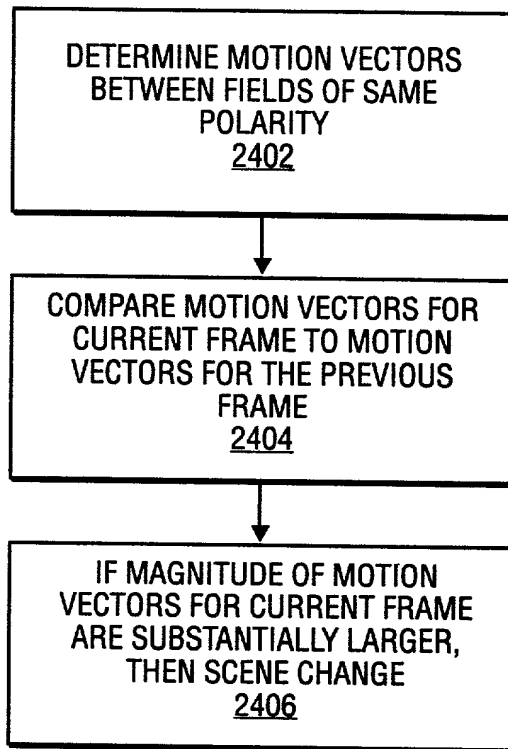 DETERMINE MOTION VECTORS
BETWEEN FIELDS OF SAME
POLARITY
2402
COMPARE MOTION VECTORS FOR
CURRENT FRAME TO MOTION
VECTORS FOR THE PREVIOUS
FRAME
2404
IF MAGNITUDE OF MOTION
VECTORS FOR CURRENT FRAME
ARE SUBSTANTIALLY LARGER,
THEN SCENE CHANGE
2406